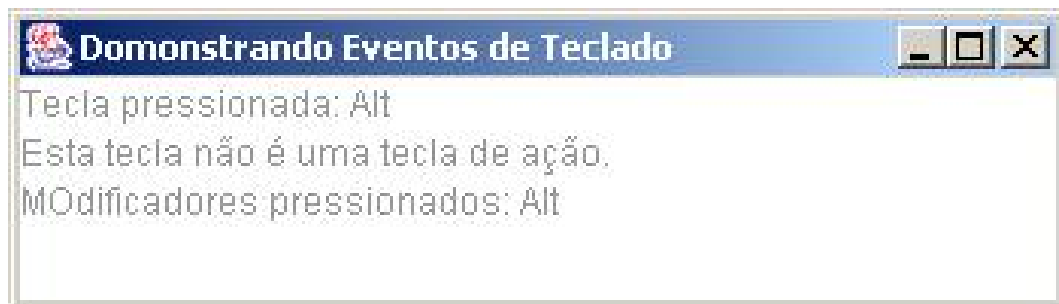 Domonstrando Eventos de Teclado
Tecla pressionada: Alt
Esta tecla não é uma tecla de ação.
MOdificadores pressionados: Alt